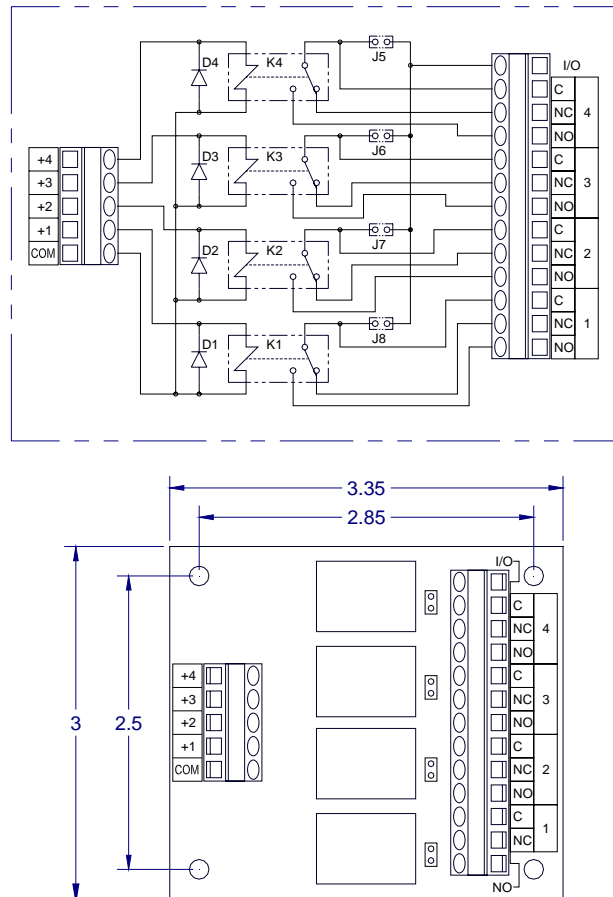 D4 K4 J5 I/O
C
NC 4
NO
+4 D3 K3 J6 C
+3 NC 3
+2 NO
+1 D2 K2 J7 C
COM NC 2
NO
C
D1 K1 J8 NC 1
NO
3.35
2.85
I/O
C
NC 4
NO
+4 C
+3 NC 3
3 2.5 +2 NO
+1 C
COM NC 2
NO
C 1
NC
NO